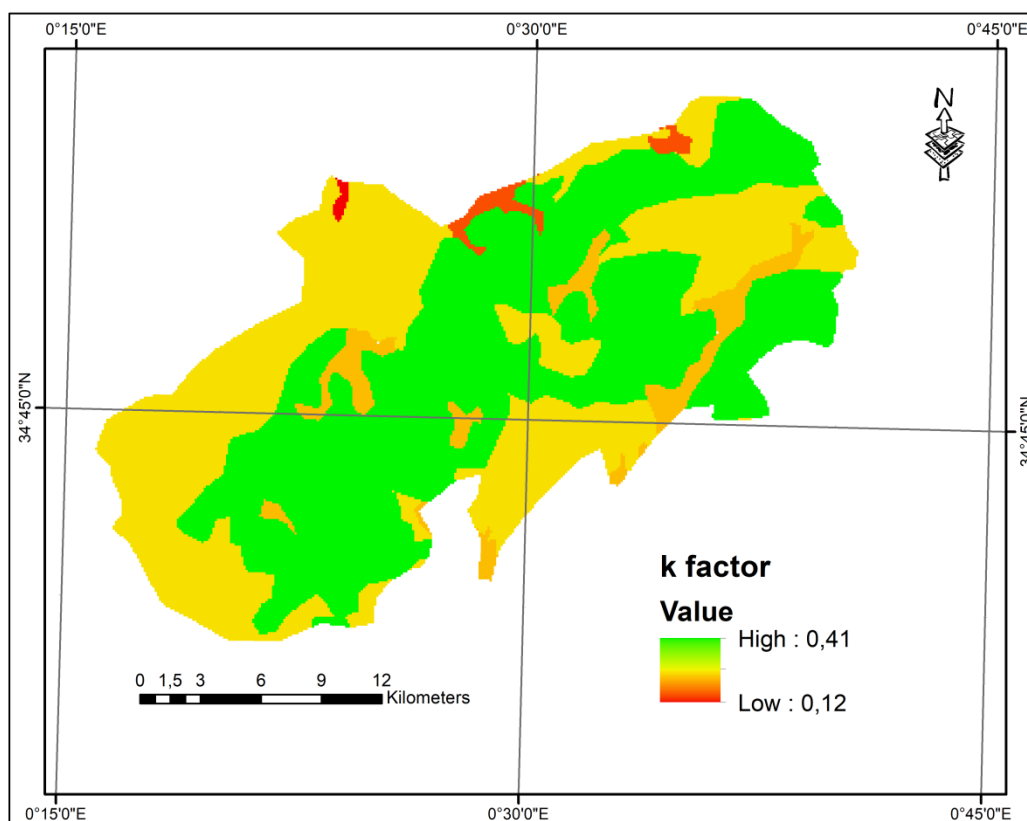 0°15'0"E
0°30'0"E
0°45'0"E
N
34°45'0"N
34°45'0"N
k factor
Value
High : 0,41
Low : 0,12
0 1,5 3 6 9 12
Kilometers
0°15'0"E
0°30'0"E
0°45'0"E